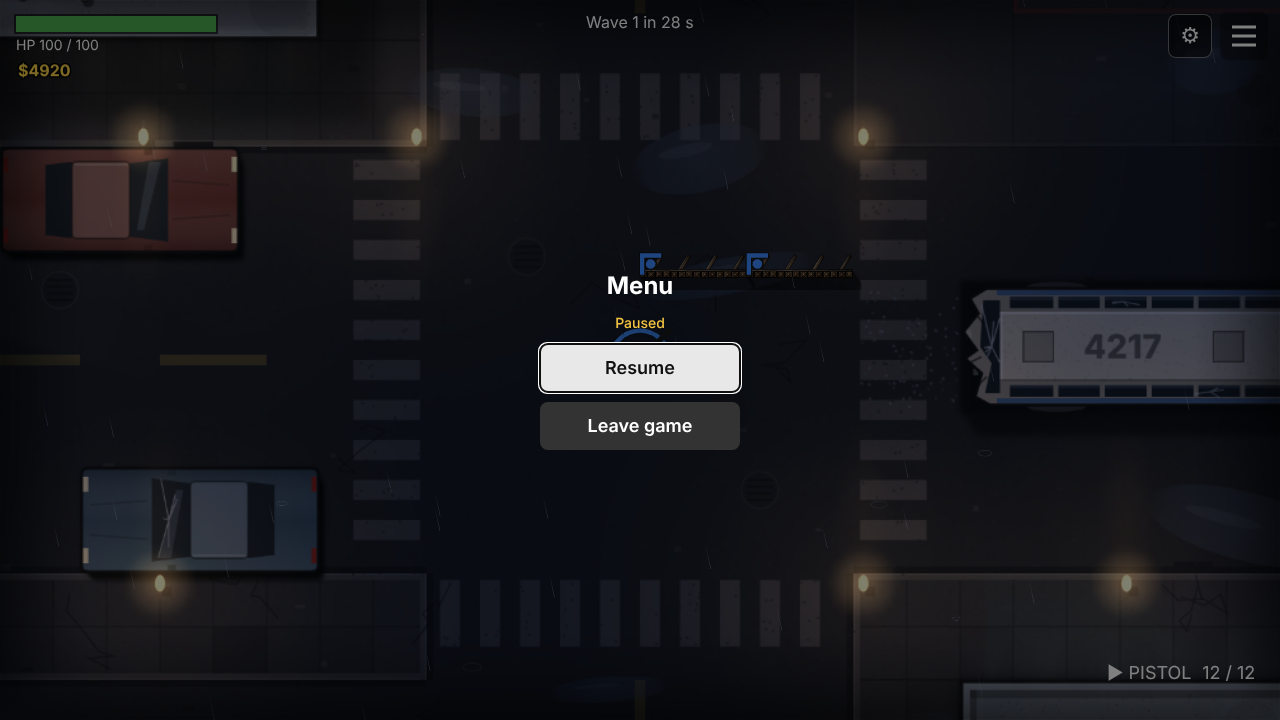 Wave 1 in 28 s
HP 100 / 100
$4920
Menu
Paused
4217
Resume
Leave game
PISTOL 12 / 12